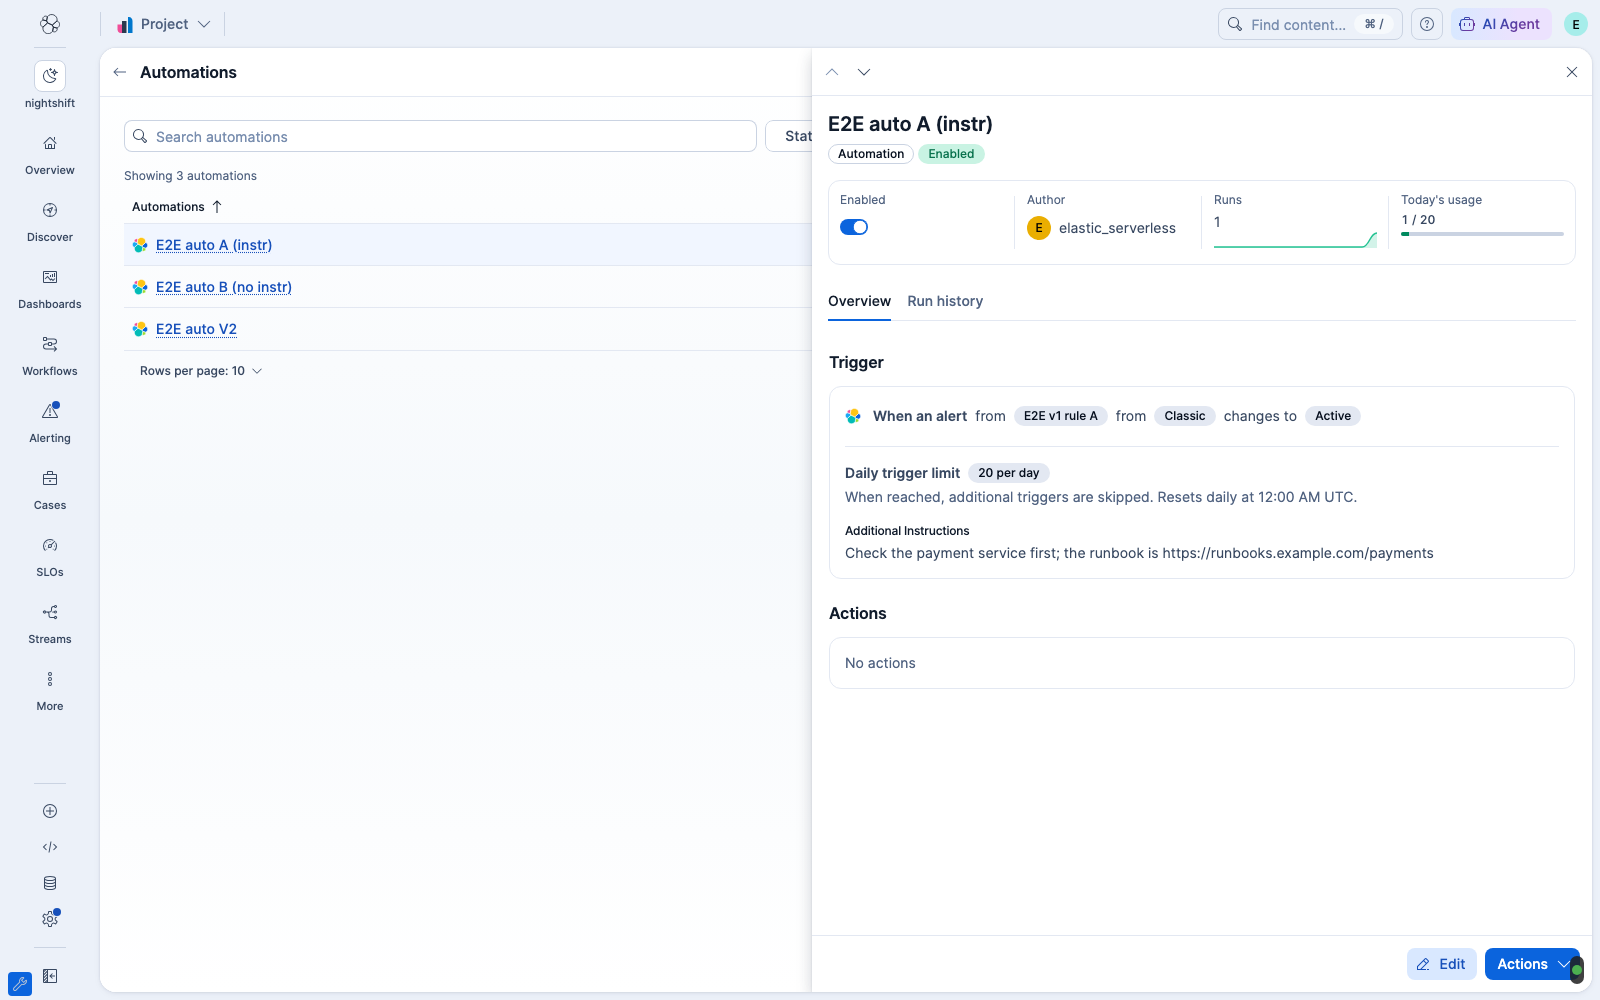 Project
Find content...
⌘ /
AI Agent
E
nightshift
Overview
Discover
Dashboards
Workflows
Alerting
Cases
SLOs
Streams
More
Automations
Search automations
Stat
Showing 3 automations
Automations
E2E auto A (instr)
E2E auto B (no instr)
E2E auto V2
Rows per page: 10
E2E auto A (instr)
Automation
Enabled
Enabled
Author
E
elastic_serverless
Runs
1
Today's usage
1 / 20
Overview
Run history
Trigger
When an alert from E2E v1 rule A from Classic changes to Active
Daily trigger limit 20 per day
When reached, additional triggers are skipped. Resets daily at 12:00 AM UTC.
Additional Instructions
Check the payment service first; the runbook is https://runbooks.example.com/payments
Actions
No actions
Edit
Actions